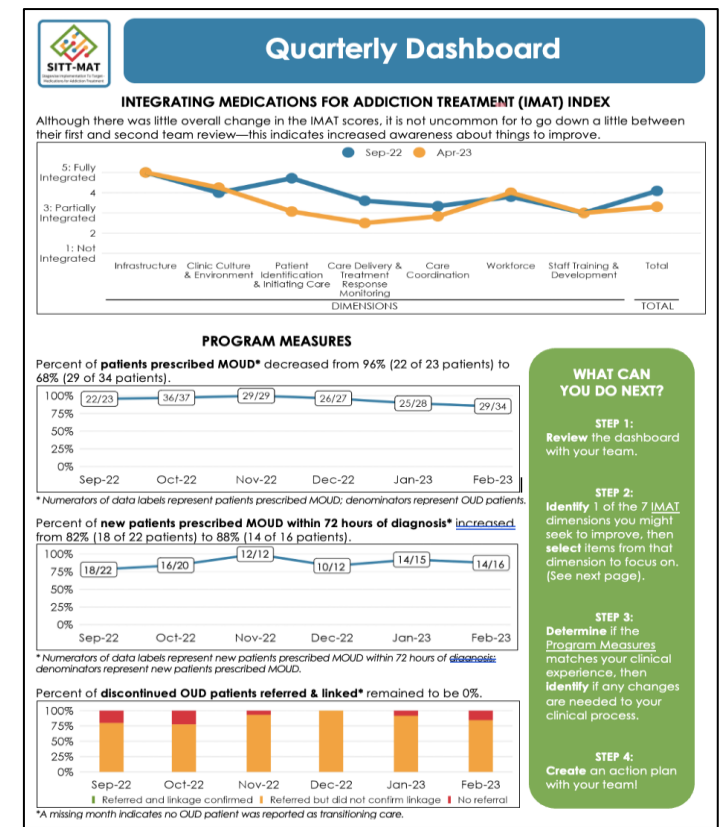 SITT-MAT
Quarterly Dashboard
INTEGRATING MEDICATIONS FOR ADDICTION TREATMENT (IMAT) INDEX
Although there was little overall change in the IMAT scores, it is not uncommon for to go down a little between
their first and second team review—this indicates increased awareness about things to improve.
Sep-22 Apr-23
5: Fully
Integrated
4
3: Partially
Integrated
2
1: Not
Integrated
Infrastructure Clinic Culture Patient Care Delivery & Care Workforce Staff Training & Total
& Environment Identification Treatment Coordination Development
& Initiating Care Response
Monitoring
DIMENSIONS TOTAL
PROGRAM MEASURES
Percent of patients prescribed MOUD* decreased from 96% (22 of 23 patients) to
68% (29 of 34 patients).
100%
75%
50%
25%
0%
22/23 36/37 29/29 26/27 25/28 29/34
Sep-22 Oct-22 Nov-22 Dec-22 Jan-23 Feb-23
* Numerators of data labels represent patients prescribed MOUD; denominators represent OUD patients.
Percent of new patients prescribed MOUD within 72 hours of diagnosis* increased
from 82% (18 of 22 patients) to 88% (14 of 16 patients).
100%
75%
50%
25%
0%
18/22 16/20 12/12 10/12 14/15 14/16
Sep-22 Oct-22 Nov-22 Dec-22 Jan-23 Feb-23
* Numerators of data labels represent new patients prescribed MOUD within 72 hours of diagnosis;
denominators represent new patients prescribed MOUD.
Percent of discontinued OUD patients referred & linked* remained to be 0%.
100%
75%
50%
25%
0%
Sep-22 Oct-22 Nov-22 Dec-22 Jan-23 Feb-23
Referred and linkage confirmed Referred but did not confirm linkage No referral
*A missing month indicates no OUD patient was reported as transitioning care.
WHAT CAN
YOU DO NEXT?
STEP 1:
Review the dashboard
with your team.
STEP 2:
Identify 1 of the 7 IMAT
dimensions you might
seek to improve, then
select items from that
dimension to focus on.
(See next page).
STEP 3:
Determine if the
Program Measures
matches your clinical
experience, then
identify if any changes
are needed to your
clinical process.
STEP 4:
Create an action plan
with your team!